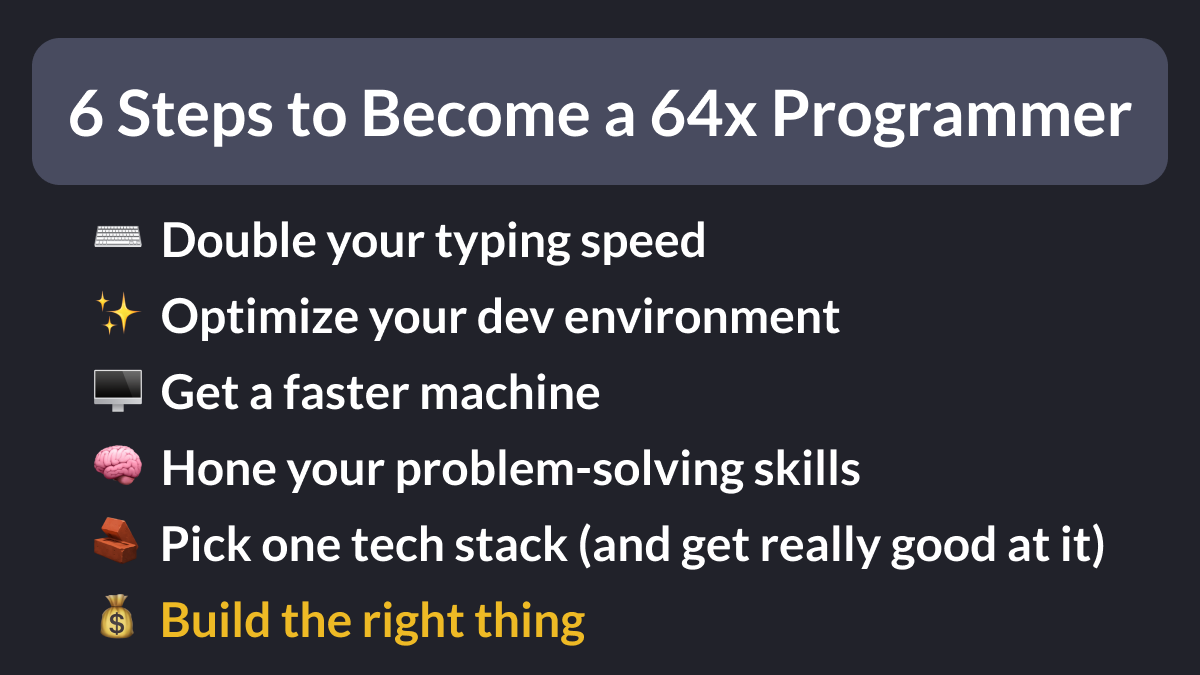 6 Steps to Become a 64x Programmer
Double your typing speed
Optimize your dev environment
Get a faster machine
Hone your problem-solving skills
Pick one tech stack (and get really good at it)
Build the right thing